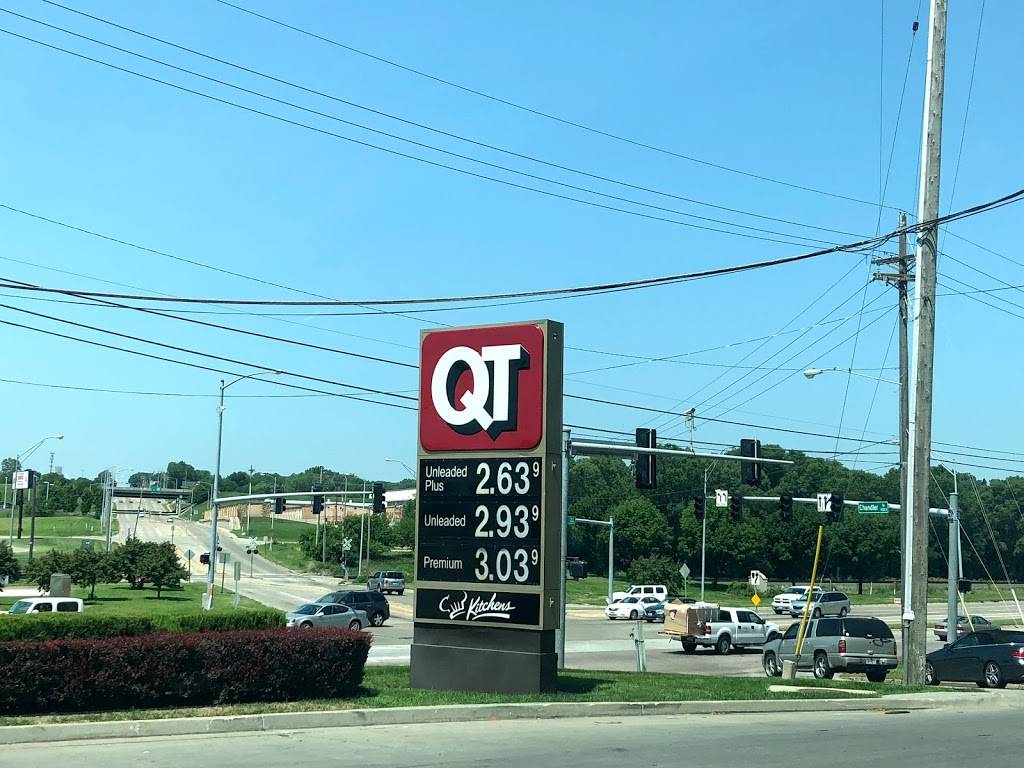 QT
Unleaded
Plus 2.63 9
Unleaded 2.93 9
Premium 3.03 9
QT Kitchens
Chandler